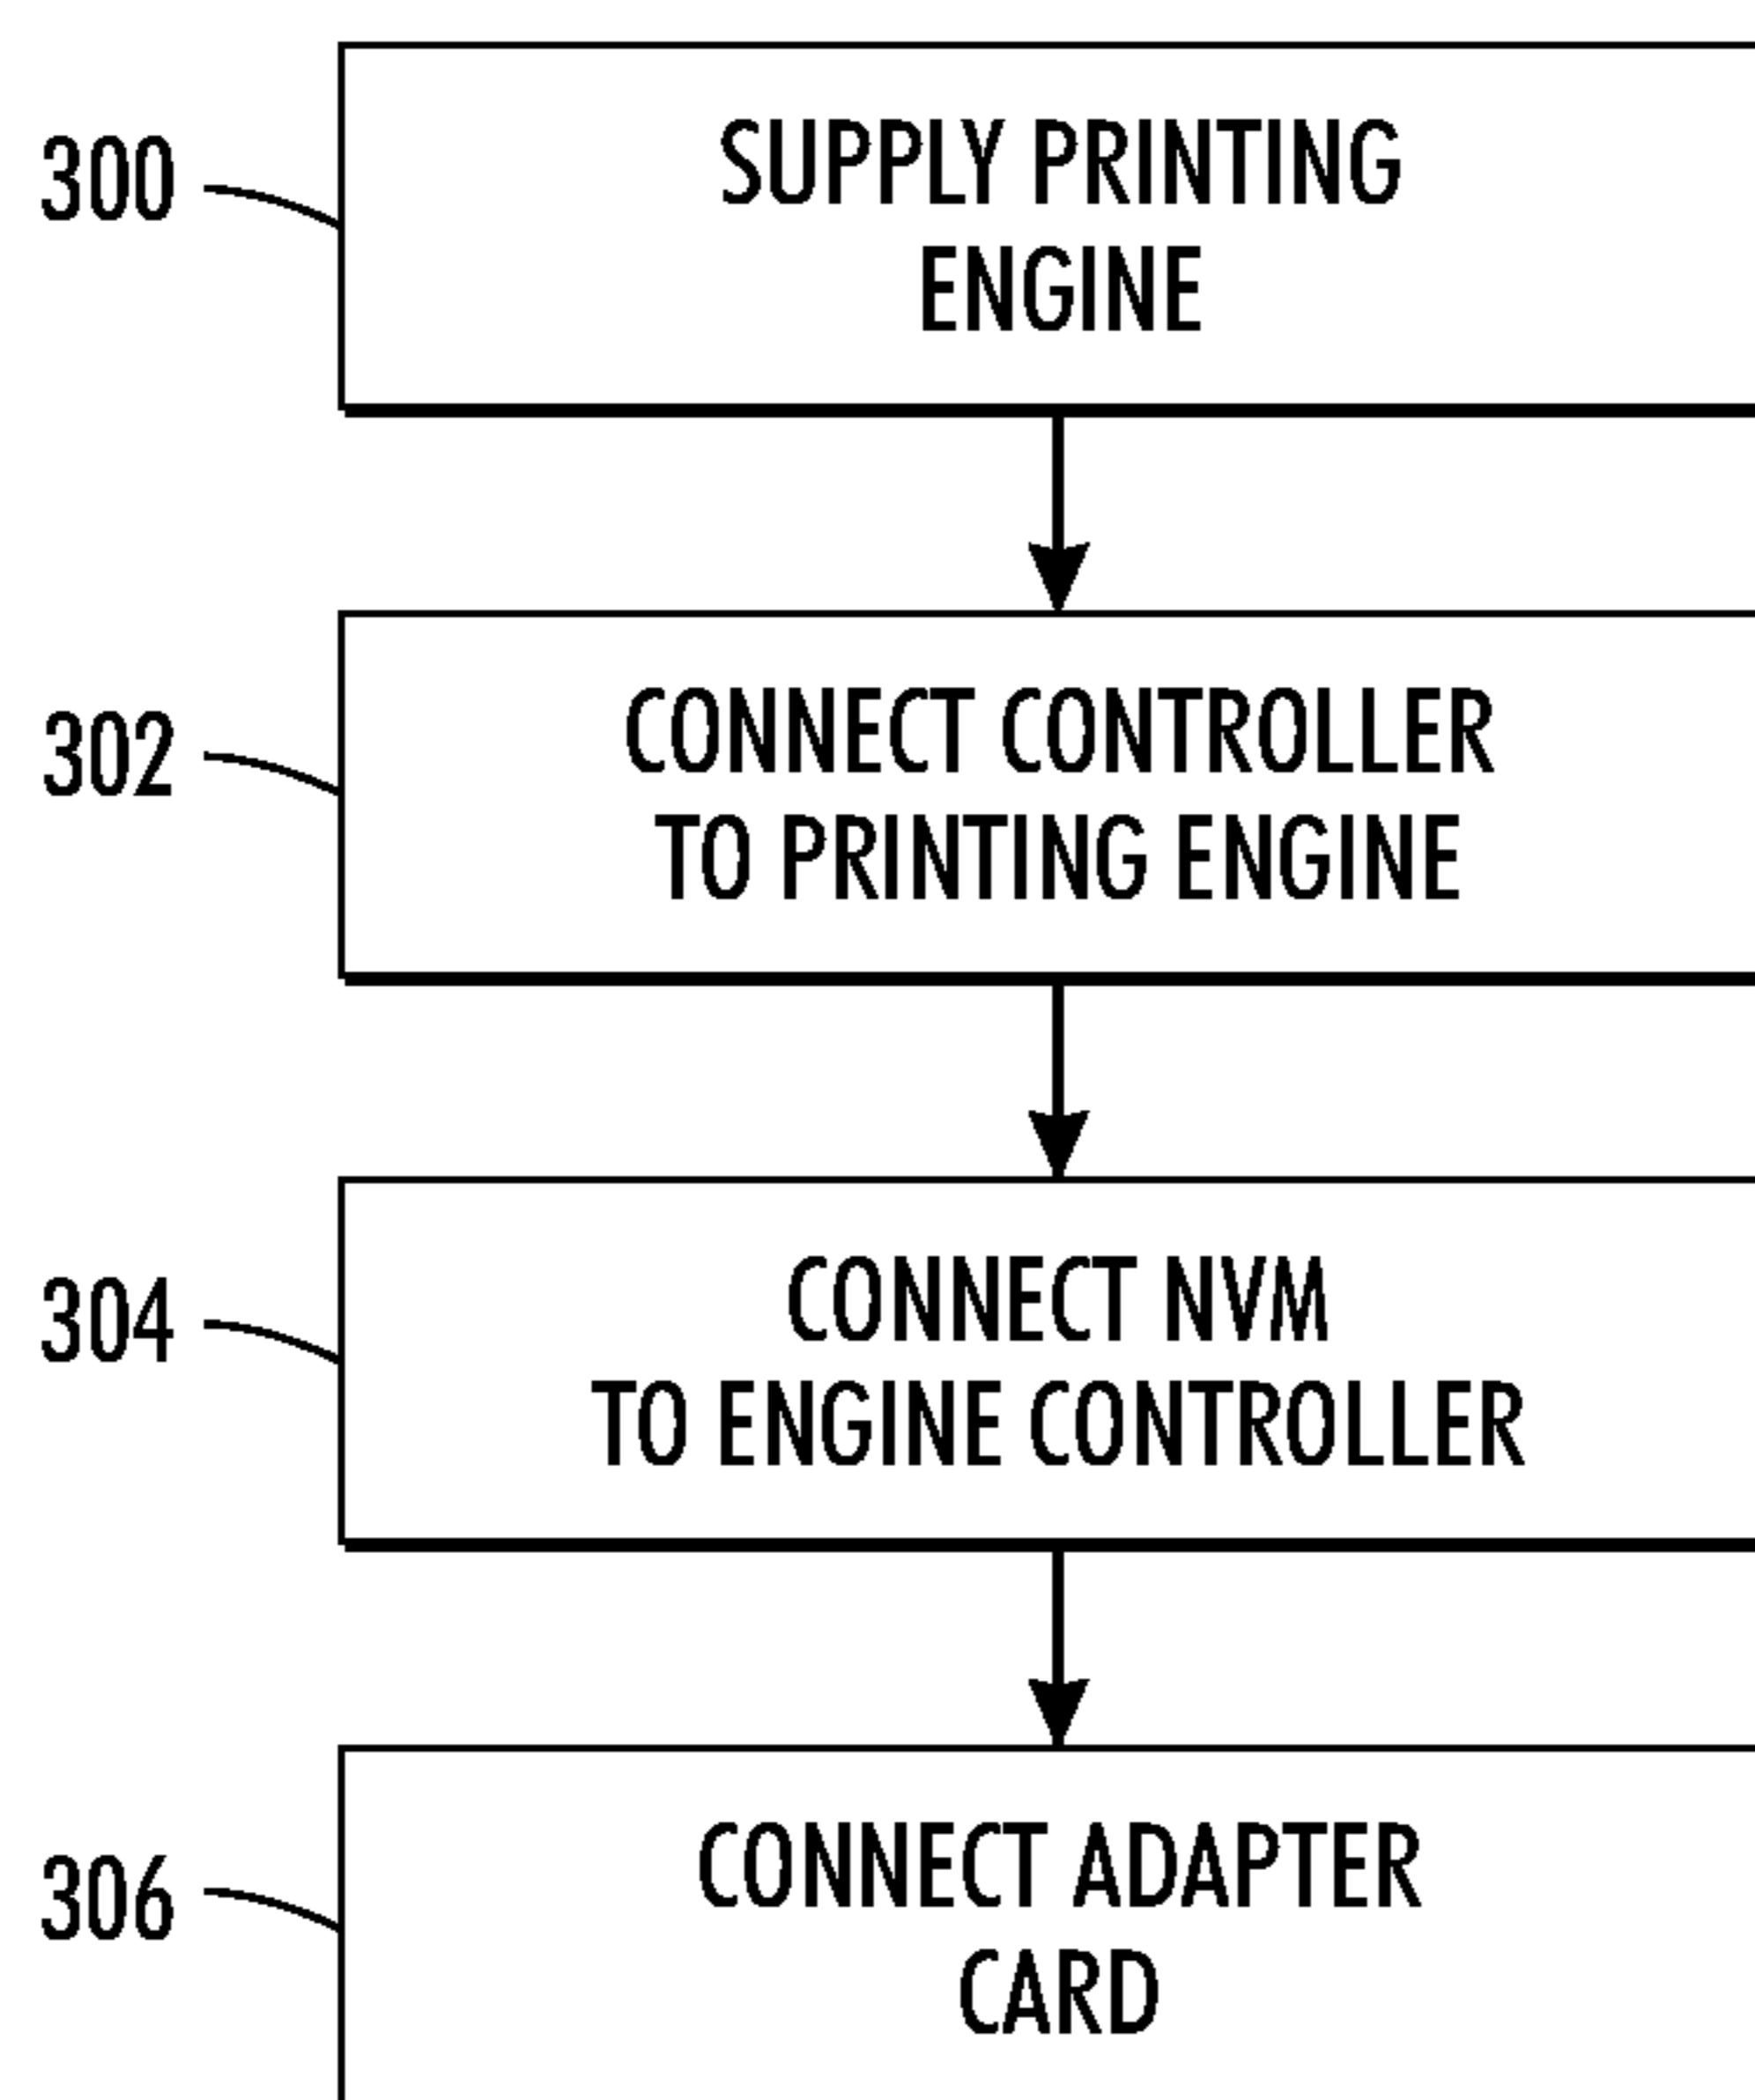 300
SUPPLY PRINTING
ENGINE
302
CONNECT CONTROLLER
TO PRINTING ENGINE
304
CONNECT NVM
TO ENGINE CONTROLLER
306
CONNECT ADAPTER
CARD